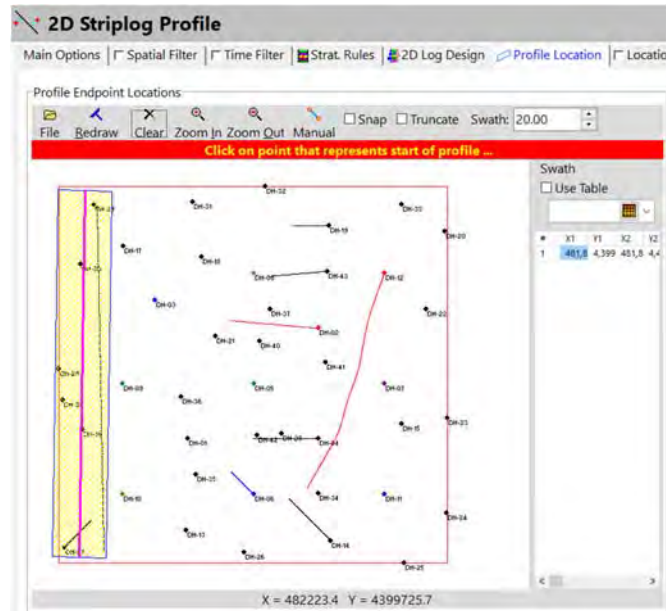 2D Striplog Profile
Main Options Spatial Filter Time Filter Strat. Rules 2D Log Design Profile Location Locatio
Profile Endpoint Locations
File Redraw Clear Zoom In Zoom Out Manual Snap Truncate Swath: 20.00
Click on point that represents start of profile ...
Swath
Use Table
# X1 Y1 X2 Y2
1 481,8 4,399 481,8 4,4
DH-32
DH-31
DH-33
DH-19
DH-20
DH-17
DH-18
DH-43
DH-12
DH-03
DH-37
DH-22
DH-21
DH-40
DH-41
DH-09
DH-05
DH-36
DH-15
DH-23
DH-01
DH-42
DH-35
DH-10
DH-06
DH-34
DH-11
DH-24
DH-13
DH-14
DH-26
DH-25
X = 482223.4 Y = 4399725.7